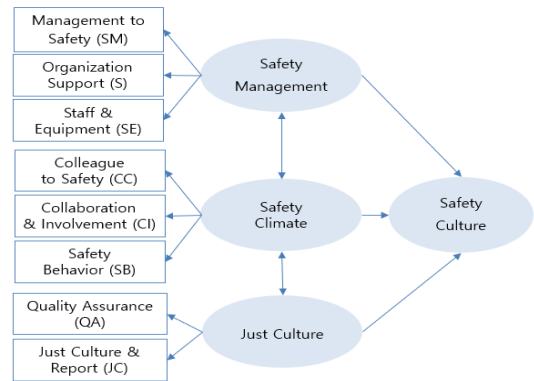 Management to
Safety (SM)
Organization
Support (S)
Staff &
Equipment (SE)
Colleague
to Safety (CC)
Collaboration
& Involvement (CI)
Safety
Behavior (SB)
Quality Assurance
(QA)
Just Culture &
Report (JC)
Safety
Management
Safety
Climate
Just Culture
Safety
Culture